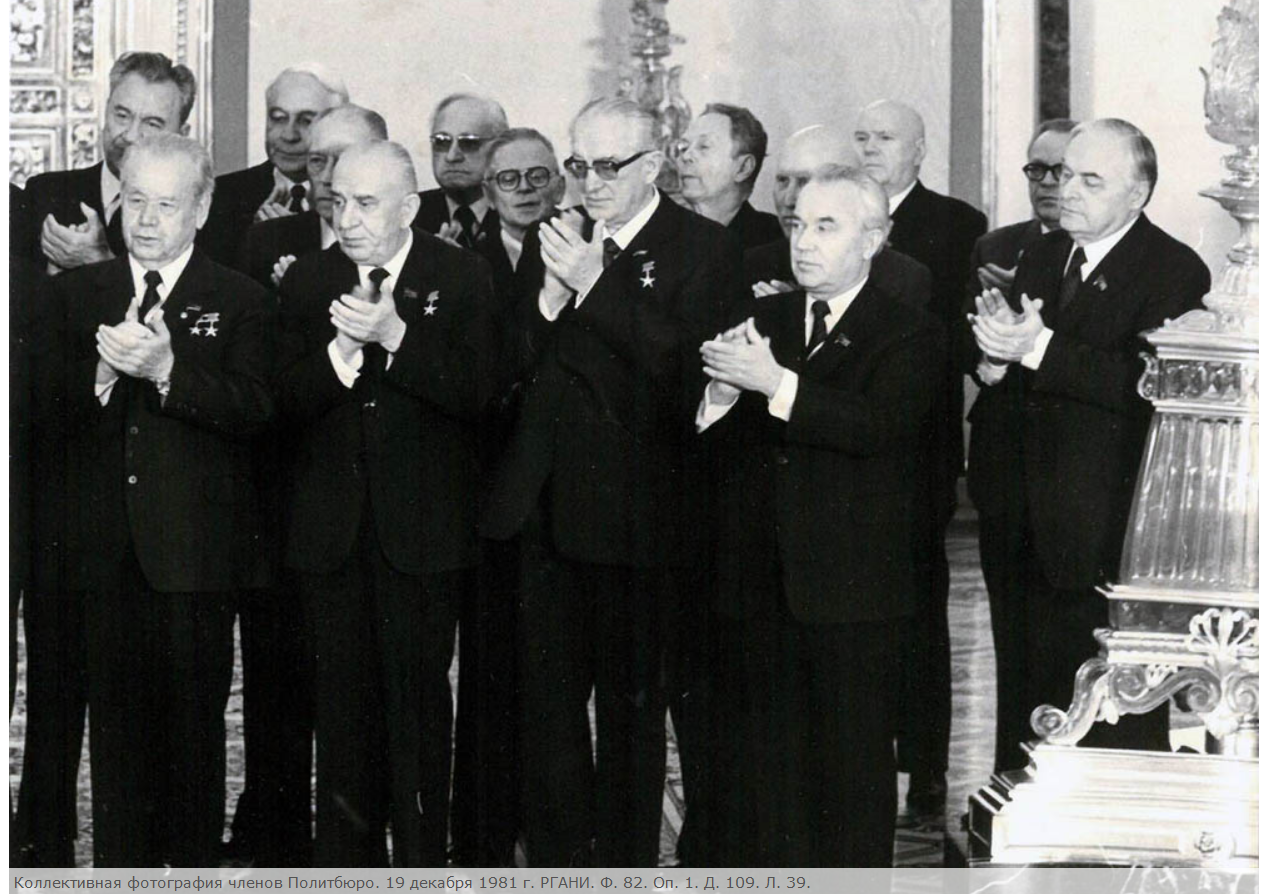 Коллективная фотография членов Политбюро. 19 декабря 1981 г. РГАНИ. Ф. 82. Оп. 1. Д. 109. Л. 39.